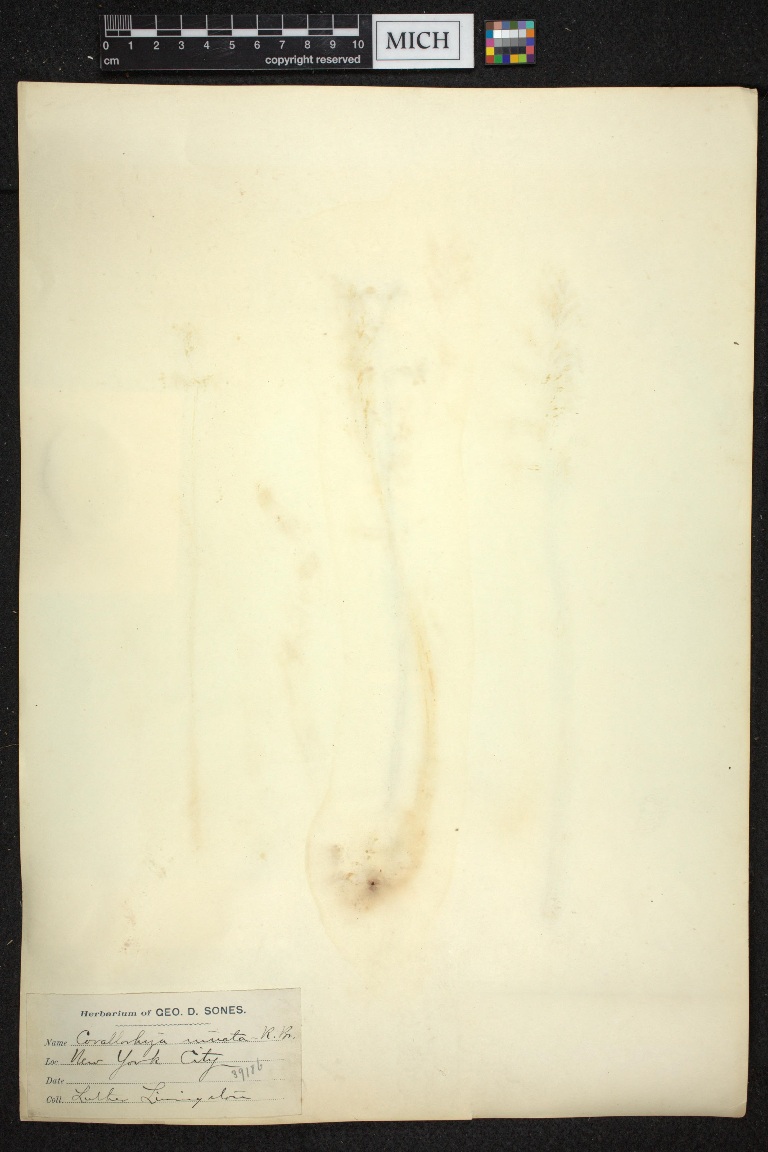 0 1 2 3 4 5 6 7 8 9 10
cm copyright reserved
MICH
Herbarium of GEO. D. SONES.
Name Corallorhiza innata R. Br.
Loc New York City
Date
39186
Coll. Luther Livingston